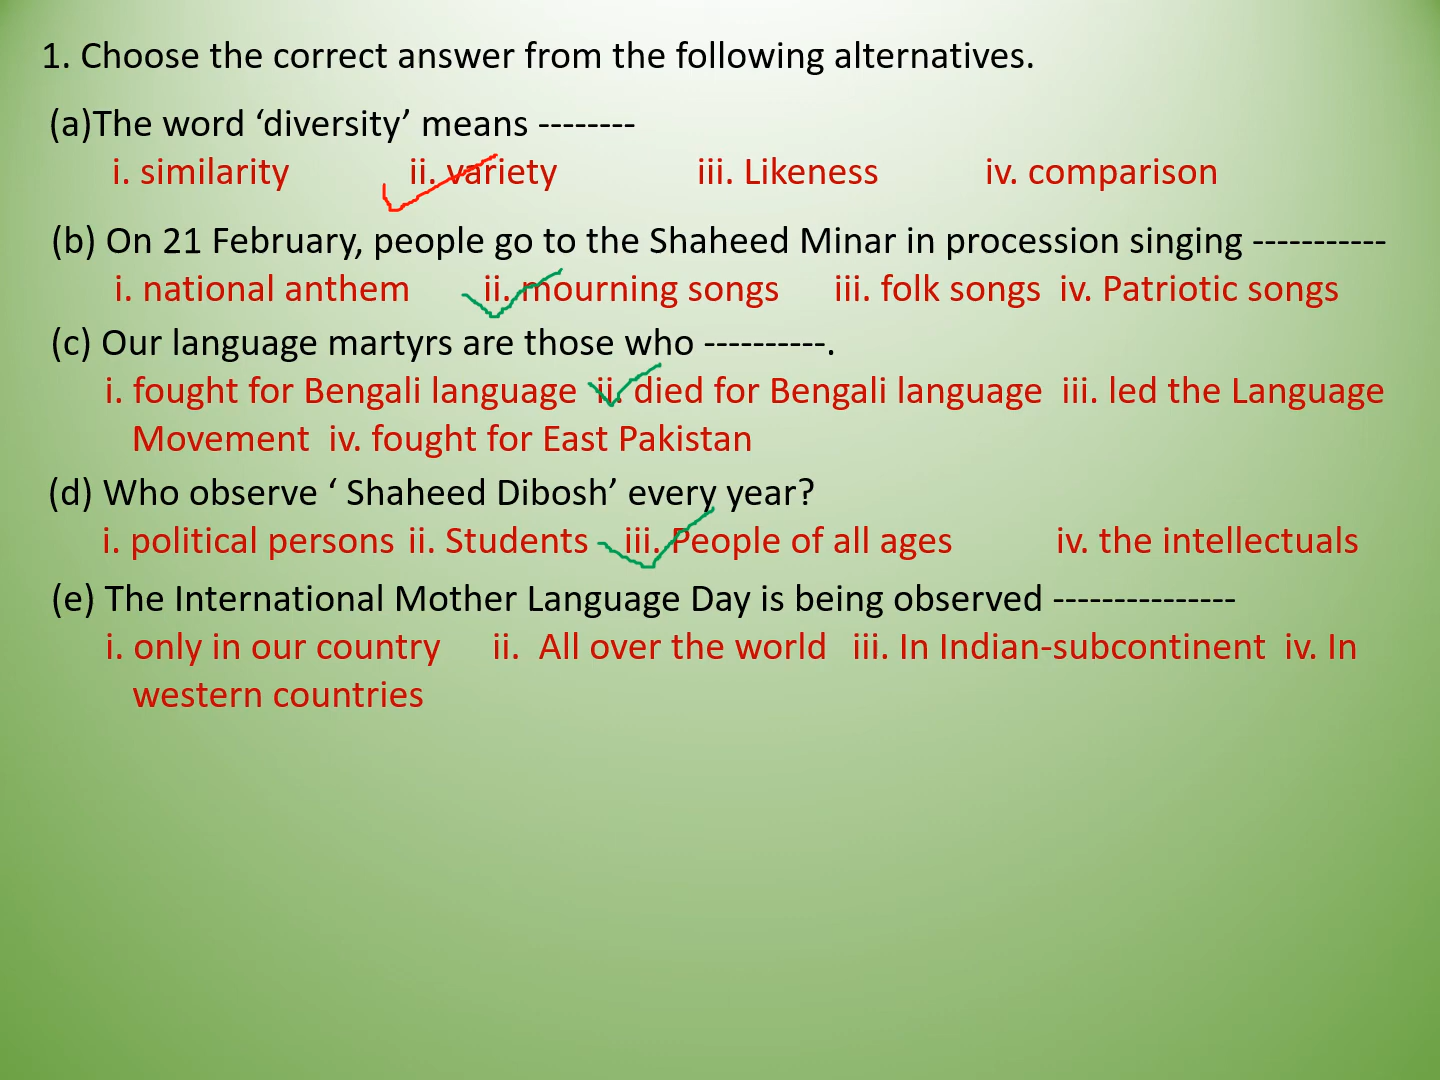 1. Choose the correct answer from the following alternatives.
(a)The word ‘diversity’ means --------
i. similarity ii. variety iii. Likeness iv. comparison
(b) On 21 February, people go to the Shaheed Minar in procession singing -----------
i. national anthem ii. mourning songs iii. folk songs iv. Patriotic songs
(c) Our language martyrs are those who ----------.
i. fought for Bengali language ii. died for Bengali language iii. led the Language
Movement iv. fought for East Pakistan
(d) Who observe ‘ Shaheed Dibosh’ every year?
i. political persons ii. Students iii. People of all ages iv. the intellectuals
(e) The International Mother Language Day is being observed ---------------
i. only in our country ii. All over the world iii. In Indian-subcontinent iv. In
western countries